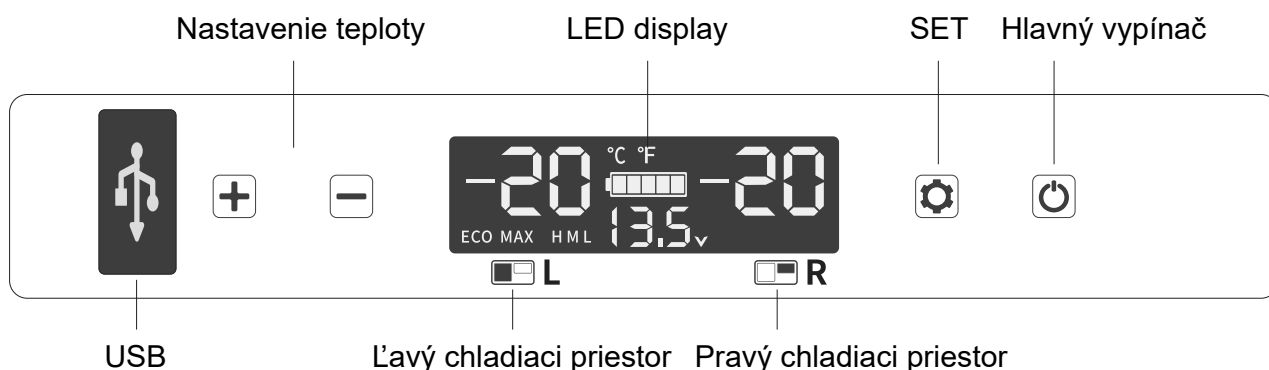 Nastavenie teploty LED display SET Hlavný vypínač
-20 °C °F -20
ECO MAX H M L 13.5 v
L R
USB Ľavý chladiaci priestor Pravý chladiaci priestor